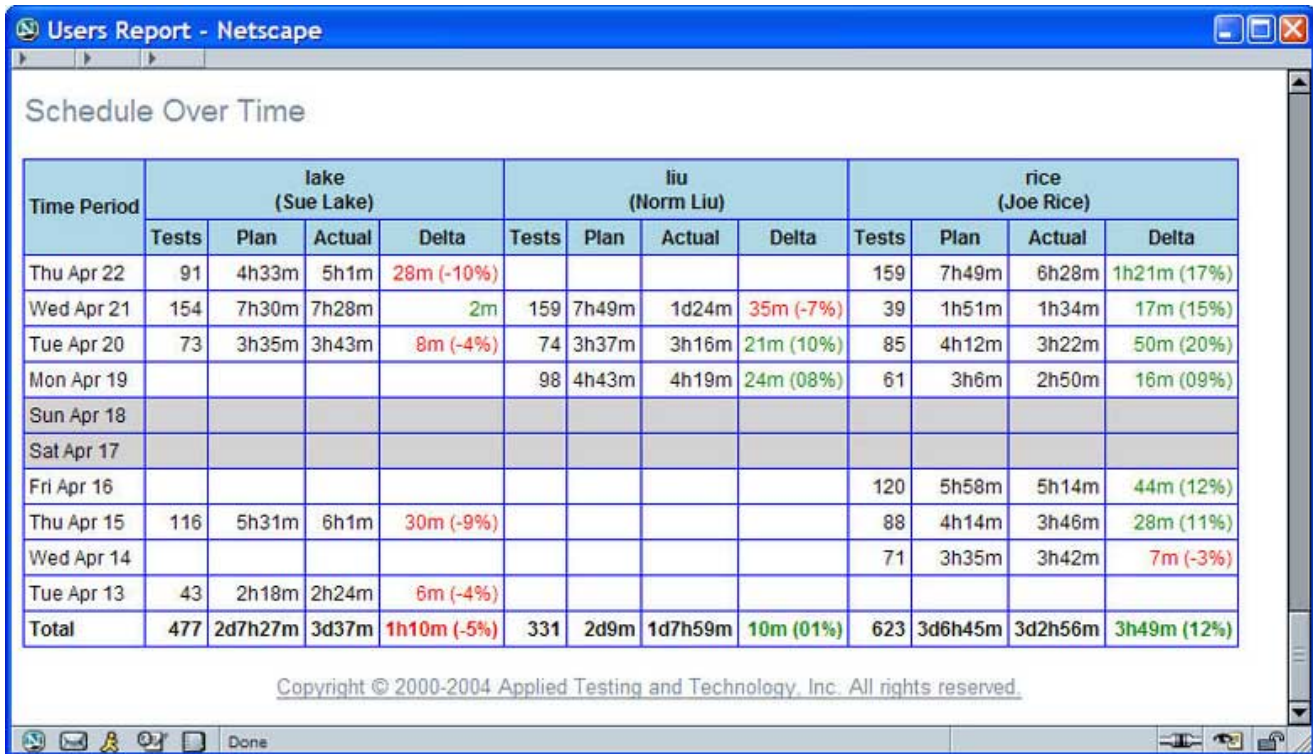 Users Report - Netscape
Schedule Over Time
Time Period lake (Sue Lake) liu (Norm Liu) rice (Joe Rice)
Tests Plan Actual Delta Tests Plan Actual Delta Tests Plan Actual Delta
Thu Apr 22 91 4h33m 5h1m 28m (-10%) 159 7h49m 6h28m 1h21m (17%)
Wed Apr 21 154 7h30m 7h28m 2m 159 7h49m 1d24m 35m (-7%) 39 1h51m 1h34m 17m (15%)
Tue Apr 20 73 3h35m 3h43m 8m (-4%) 74 3h37m 3h16m 21m (10%) 85 4h12m 3h22m 50m (20%)
Mon Apr 19 98 4h43m 4h19m 24m (08%) 61 3h6m 2h50m 16m (09%)
Sun Apr 18
Sat Apr 17
Fri Apr 16 120 5h58m 5h14m 44m (12%)
Thu Apr 15 116 5h31m 6h1m 30m (-9%) 88 4h14m 3h46m 28m (11%)
Wed Apr 14 71 3h35m 3h42m 7m (-3%)
Tue Apr 13 43 2h18m 2h24m 6m (-4%)
Total 477 2d7h27m 3d37m 1h10m (-5%) 331 2d9m 1d7h59m 10m (01%) 623 3d6h45m 3d2h56m 3h49m (12%)
Copyright © 2000-2004 Applied Testing and Technology, Inc. All rights reserved.
Done